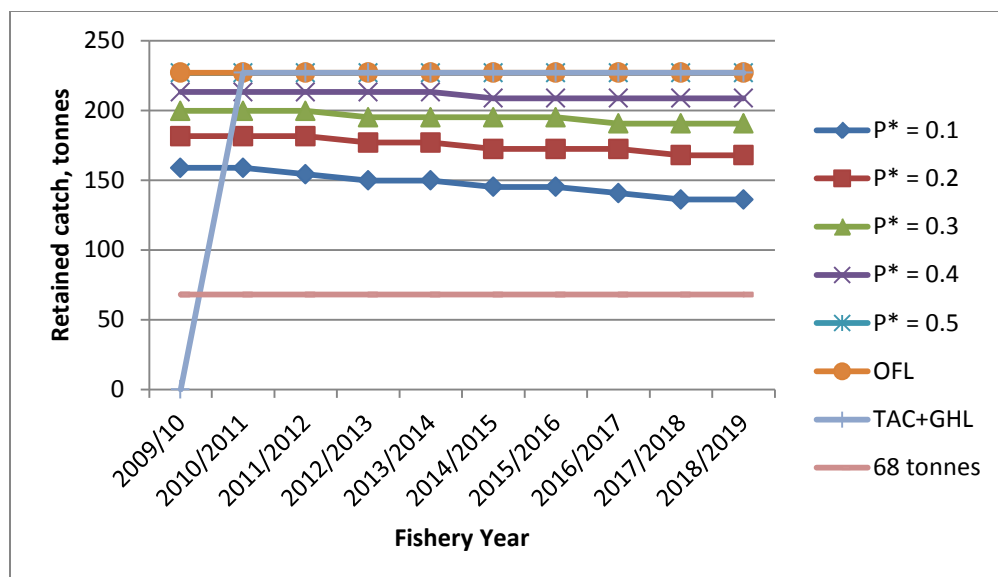 250
200
150
100
50
0
Retained catch, tonnes
2009/10
2010/2011
2011/2012
2012/2013
2013/2014
2014/2015
2015/2016
2016/2017
2017/2018
2018/2019
Fishery Year
P* = 0.1
P* = 0.2
P* = 0.3
P* = 0.4
P* = 0.5
OFL
TAC+GHL
68 tonnes